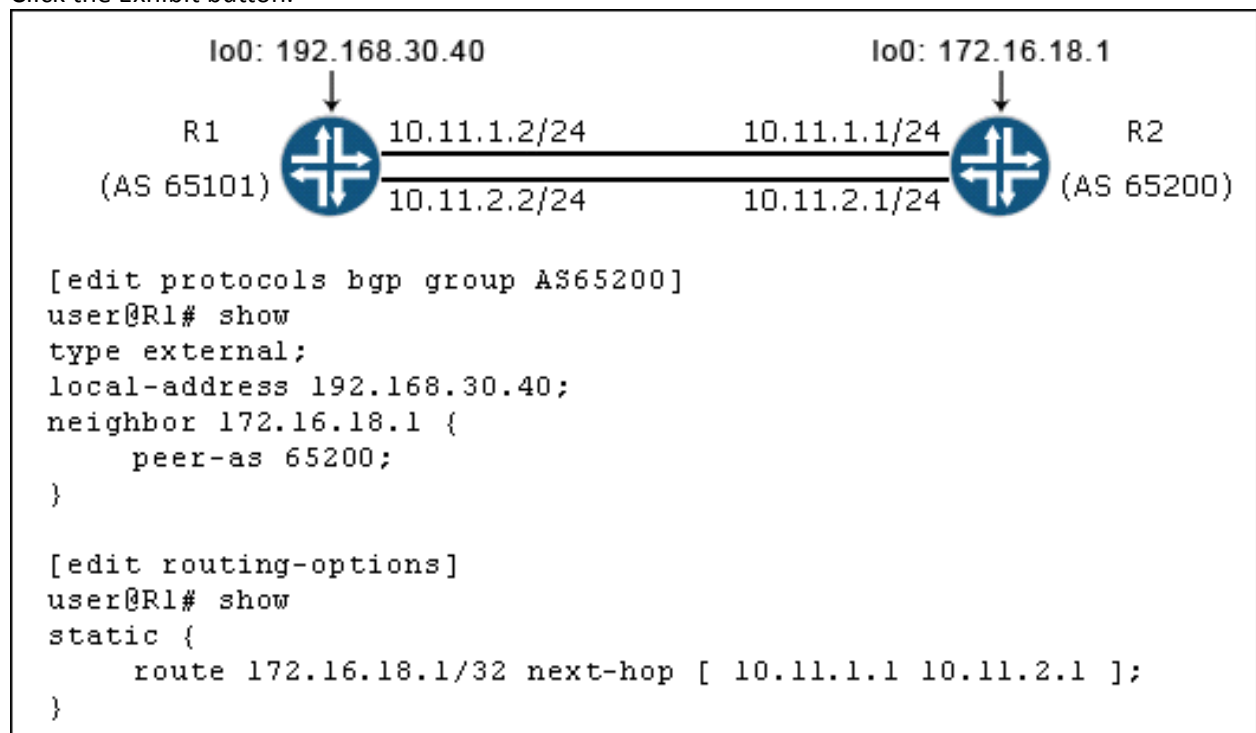 Click the Exhibit button.
lo0: 192.168.30.40
lo0: 172.16.18.1
R1
10.11.1.2/24
10.11.1.1/24
R2
(AS 65101)
10.11.2.2/24
10.11.2.1/24
(AS 65200)
[edit protocols bgp group AS65200]
user@R1# show
type external;
local-address 192.168.30.40;
neighbor 172.16.18.1 {
peer-as 65200;
}
[edit routing-options]
user@R1# show
static {
route 172.16.18.1/32 next-hop [ 10.11.1.1 10.11.2.1 ];
}